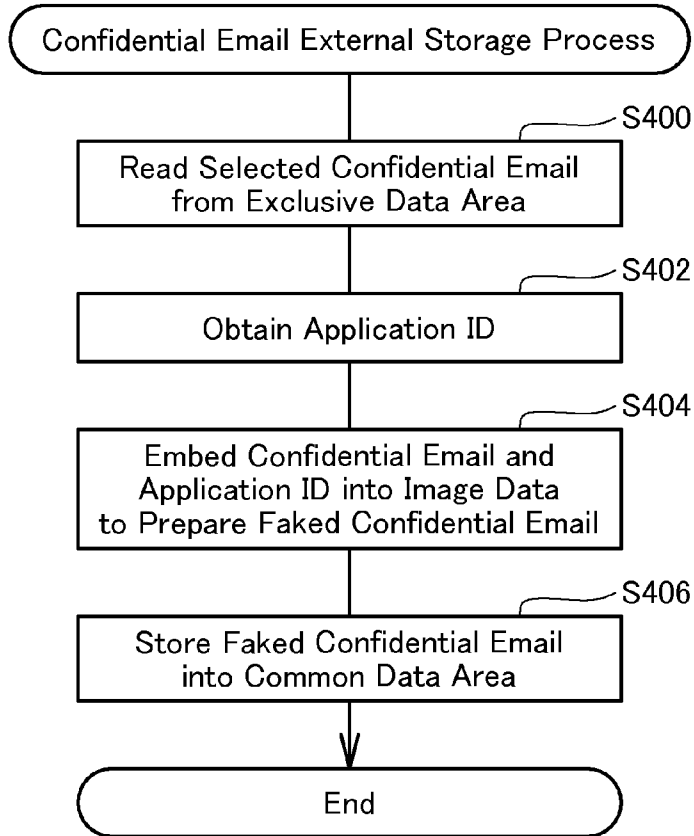 Confidential Email External Storage Process
S400
Read Selected Confidential Email
from Exclusive Data Area
S402
Obtain Application ID
S404
Embed Confidential Email and
Application ID into Image Data
to Prepare Faked Confidential Email
S406
Store Faked Confidential Email
into Common Data Area
End